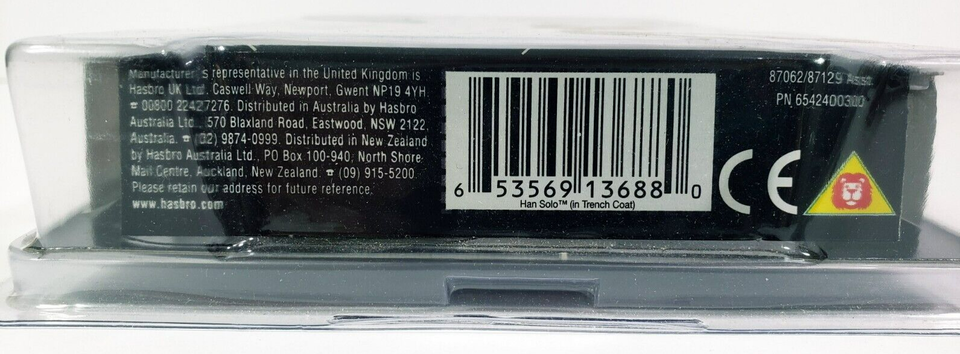 Manufacturer's representative in the United Kingdom is
Hasbro UK Ltd. Caswell Way, Newport, Gwent NP19 4YH.
☎ 00800 22427276. Distributed in Australia by Hasbro
Australia Ltd., 570 Blaxland Road, Eastwood, NSW 2122,
Australia. ☎ (02) 9874-0999. Distributed in New Zealand
by Hasbro Australia Ltd., PO Box 100-940, North Shore
Mail Centre, Auckland, New Zealand. ☎ (09) 915-5200.
Please retain our address for future reference.
www.hasbro.com
6 53569 13688 0
Han Solo™ (in Trench Coat)
87062/87129 Asst.
PN 6542400300
CE